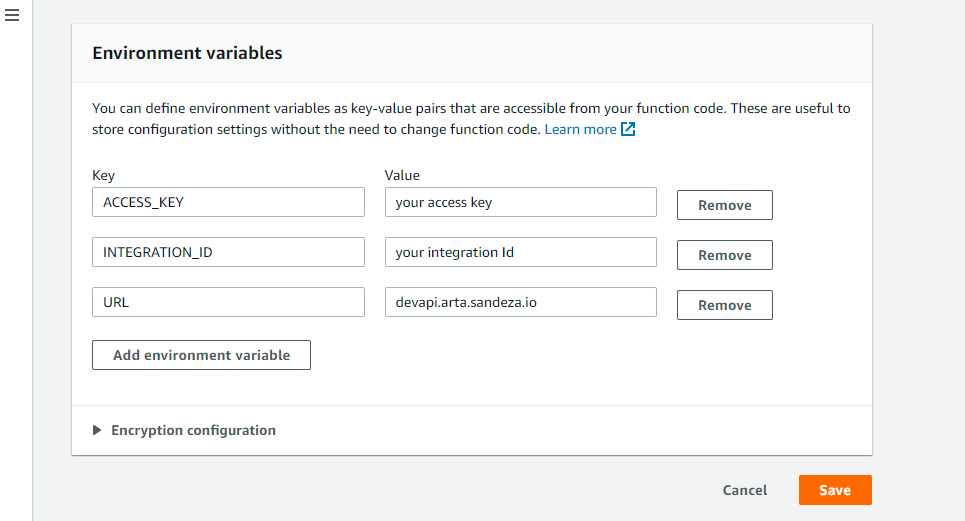 Environment variables
You can define environment variables as key-value pairs that are accessible from your function code. These are useful to
store configuration settings without the need to change function code. Learn more
Key Value
ACCESS_KEY your access key Remove
INTEGRATION_ID your integration Id Remove
URL devapi.arta.sandeza.io Remove
Add environment variable
Encryption configuration
Cancel Save